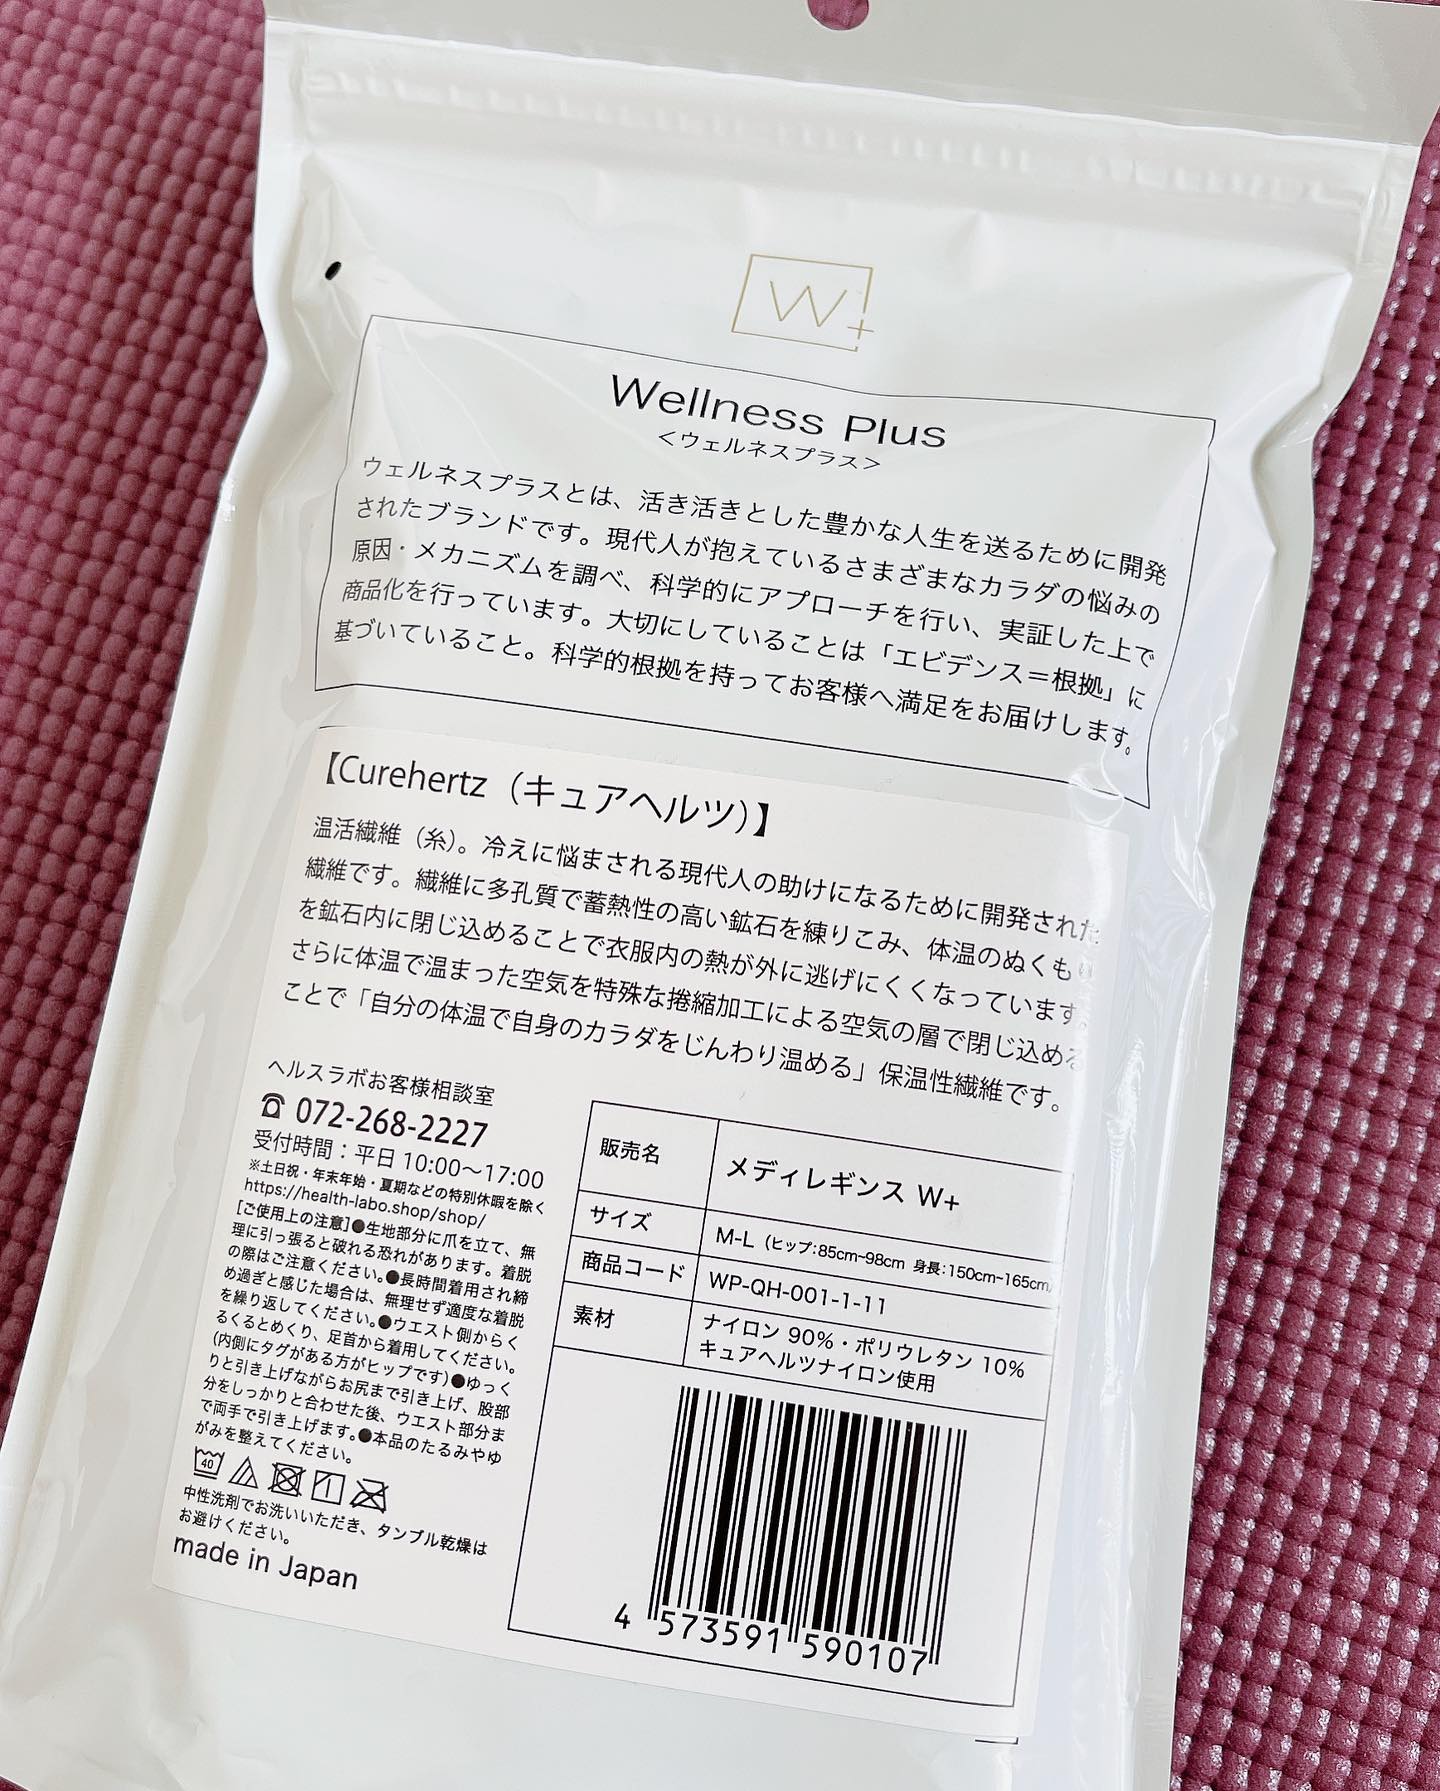 W+
Wellness Plus
＜ウェルネスプラス＞
ウェルネスプラスとは、活き活きとした豊かな人生を送るために開発
されたブランドです。現代人が抱えているさまざまなカラダの悩みの
原因・メカニズムを調べ、科学的にアプローチを行い、実証した上で
商品化を行っています。大切にしていることは「エビデンス＝根拠」に
基づいていること。科学的根拠を持ってお客様へ満足をお届けします。
【Curehertz（キュアヘルツ）】
温活繊維（糸）。冷えに悩まされる現代人の助けになるために開発された
繊維です。繊維に多孔質で蓄熱性の高い鉱石を練りこみ、体温のぬくもり
を鉱石内に閉じ込めることで衣服内の熱が外に逃げにくくなっています。
さらに体温で温まった空気を特殊な捲縮加工による空気の層で閉じ込める
ことで「自分の体温で自身のカラダをじんわり温める」保温性繊維です。
ヘルスラボお客様相談室
☎ 072-268-2227
受付時間：平日 10:00〜17:00
※土日祝・年末年始・夏期などの特別休暇を除く
https://health-labo.shop/shop/
[ご使用上の注意]●生地部分に爪を立て、無
理に引っ張ると破れる恐れがあります。着脱
の際はご注意ください。●長時間着用され締
め過ぎと感じた場合は、無理せず適度な着脱
を繰り返してください。●ウエスト側からく
るくるとめくり、足首から着用してください。
(内側にタグがある方がヒップです)●ゆっく
りと引き上げながらお尻まで引き上げ、股部
分をしっかりと合わせた後、ウエスト部分ま
で両手で引き上げます。●本品のたるみやゆ
がみを整えてください。
40
中性洗剤でお洗いいただき、タンブル乾燥は
お避けください。
made in Japan
販売名 メディレギンス W+
サイズ M-L（ヒップ：85cm~98cm 身長：150cm~165cm）
商品コード WP-QH-001-1-11
素材 ナイロン 90%・ポリウレタン 10%
キュアヘルツナイロン使用
4 573591 590107